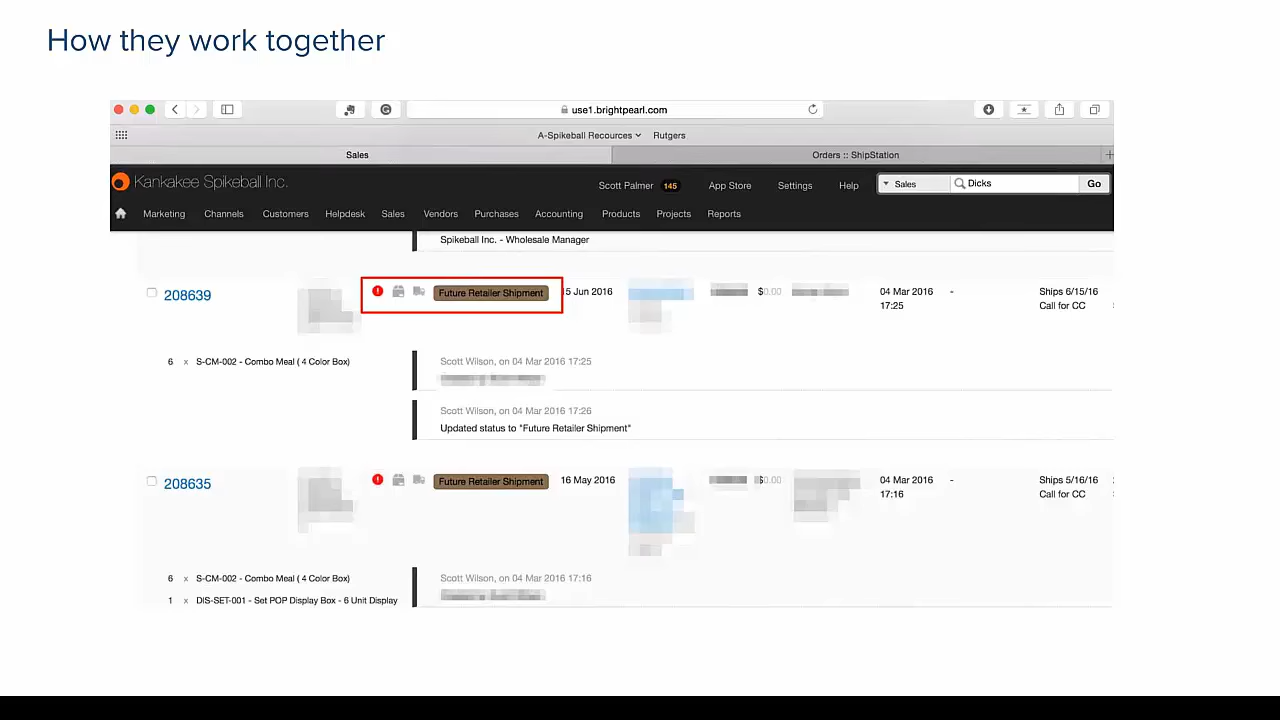 How they work together
use1.brightpearl.com
A-Spikeball Recources Rutgers
Sales Orders :: ShipStation
Kankakee Spikeball Inc. Scott Palmer 145 App Store Settings Help Sales Dicks Go
Marketing Channels Customers Helpdesk Sales Vendors Purchases Accounting Products Projects Reports
Spikeball Inc. - Wholesale Manager
208639 Future Retailer Shipment 15 Jun 2016 $0.00 04 Mar 2016 - Ships 6/15/16
17:25 Call for CC
6 x S-CM-002 - Combo Meal ( 4 Color Box) Scott Wilson, on 04 Mar 2016 17:25
Scott Wilson, on 04 Mar 2016 17:26
Updated status to "Future Retailer Shipment"
208635 Future Retailer Shipment 16 May 2016 $0.00 04 Mar 2016 - Ships 5/16/16
17:16 Call for CC
6 x S-CM-002 - Combo Meal ( 4 Color Box) Scott Wilson, on 04 Mar 2016 17:16
1 x DIS-SET-001 - Set POP Display Box - 6 Unit Display